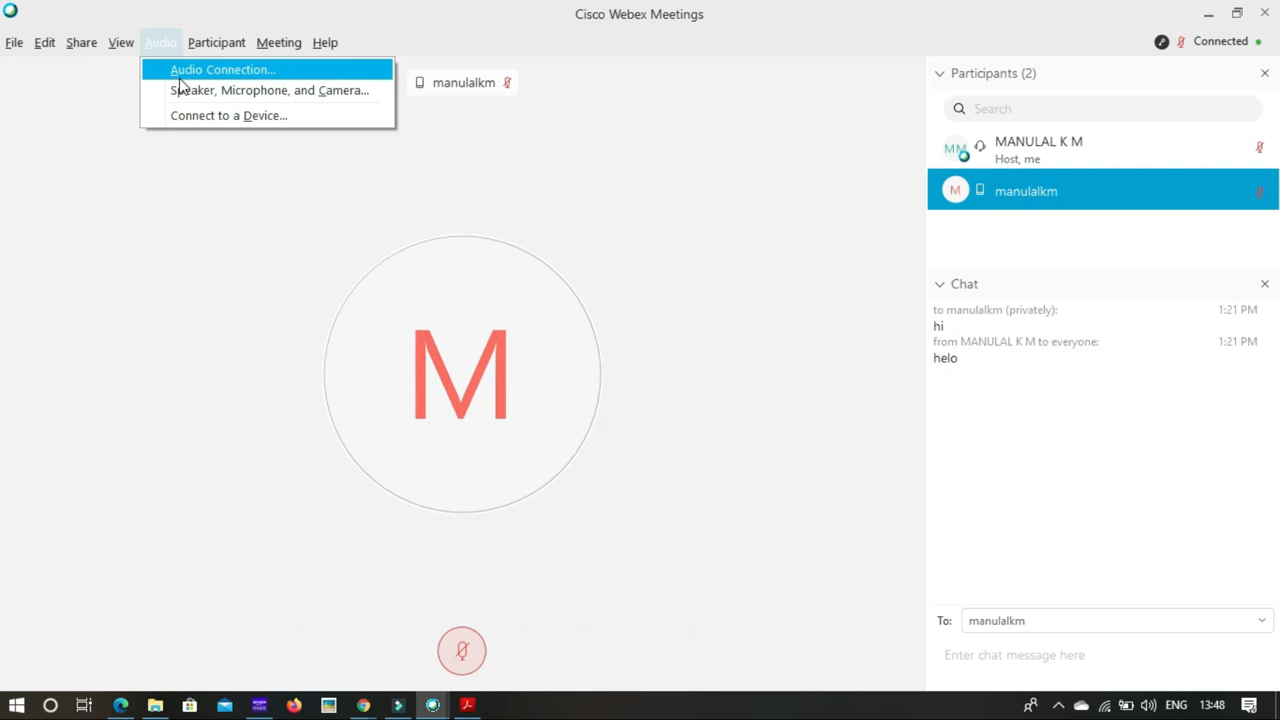 Cisco Webex Meetings
File Edit Share View Audio Participant Meeting Help
Connected
Audio Connection...
Speaker, Microphone, and Camera...
Connect to a Device...
manulalkm
Participants (2)
Search
MM
MANULAL K M
Host, me
M
manulalkm
M
Chat
to manulalkm (privately): 1:21 PM
hi
from MANULAL K M to everyone: 1:21 PM
helo
To: manulalkm
Enter chat message here
ENG 13:48